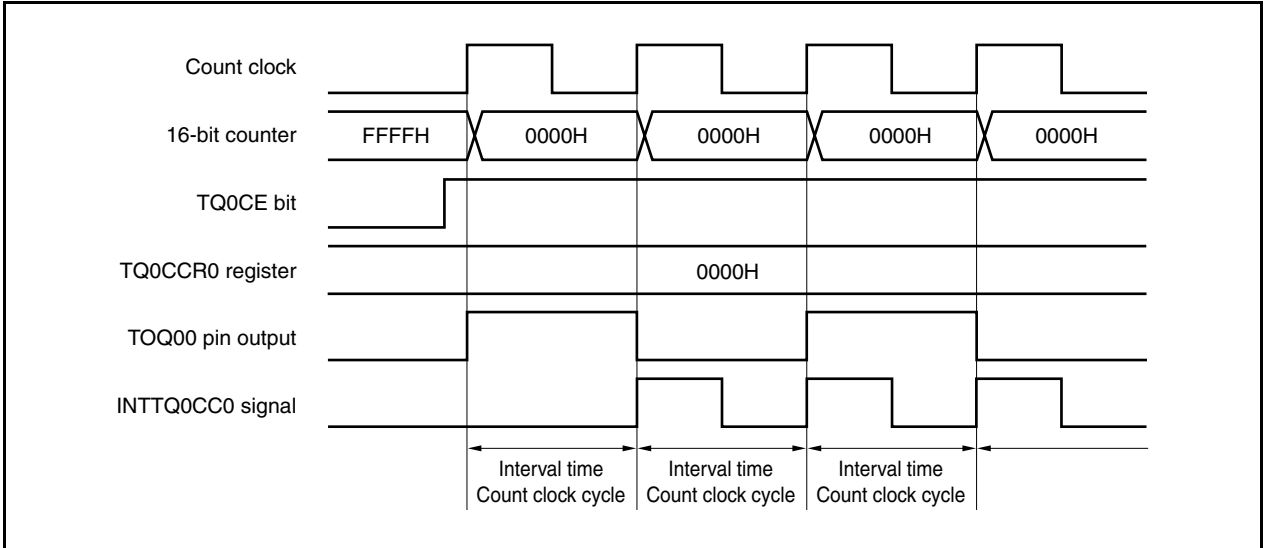 Count clock
16-bit counter
FFFFH 0000H 0000H 0000H 0000H
TQ0CE bit
TQ0CCR0 register
0000H
TOQ00 pin output
INTTQ0CC0 signal
Interval time Interval time Interval time
Count clock cycle Count clock cycle Count clock cycle